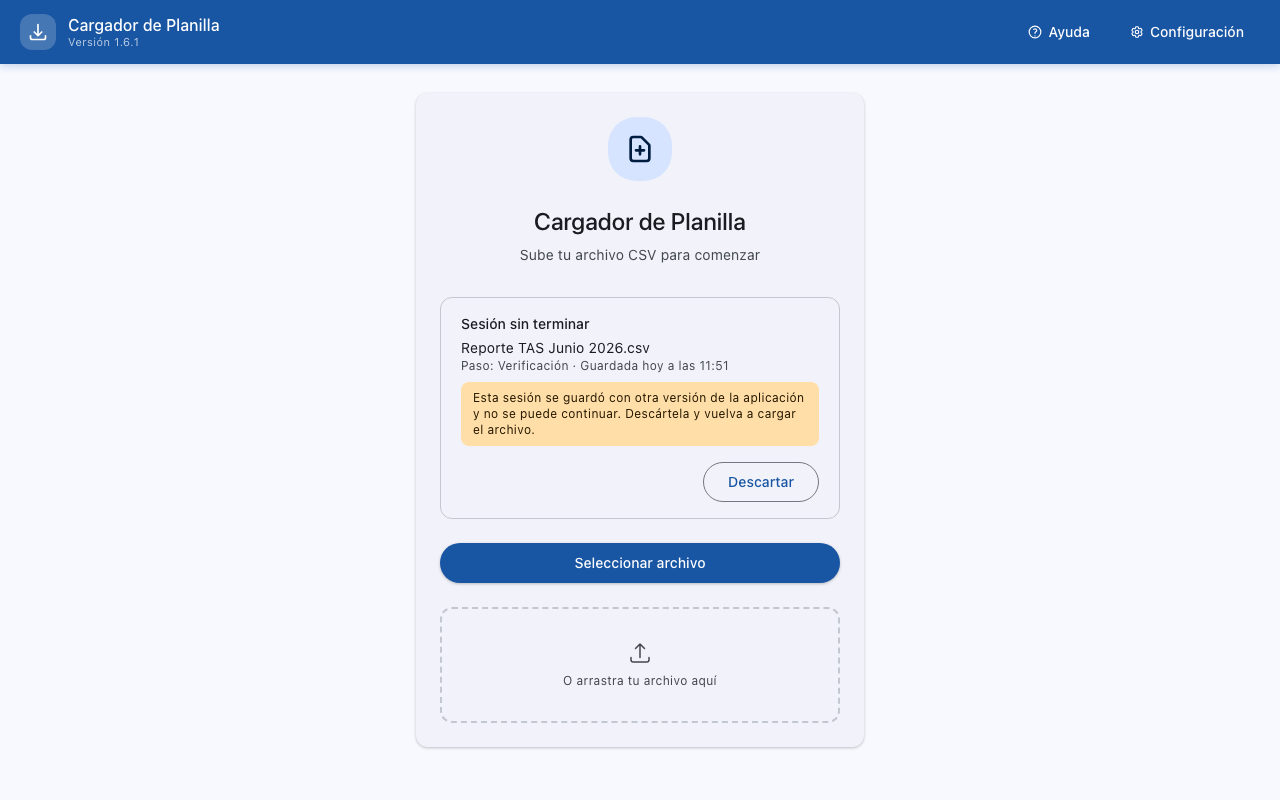 Cargador de Planilla
Versión 1.6.1
Ayuda
Configuración
Cargador de Planilla
Sube tu archivo CSV para comenzar
Sesión sin terminar
Reporte TAS Junio 2026.csv
Paso: Verificación · Guardada hoy a las 11:51
Esta sesión se guardó con otra versión de la aplicación
y no se puede continuar. Descártela y vuelva a cargar
el archivo.
Descartar
Seleccionar archivo
O arrastra tu archivo aquí